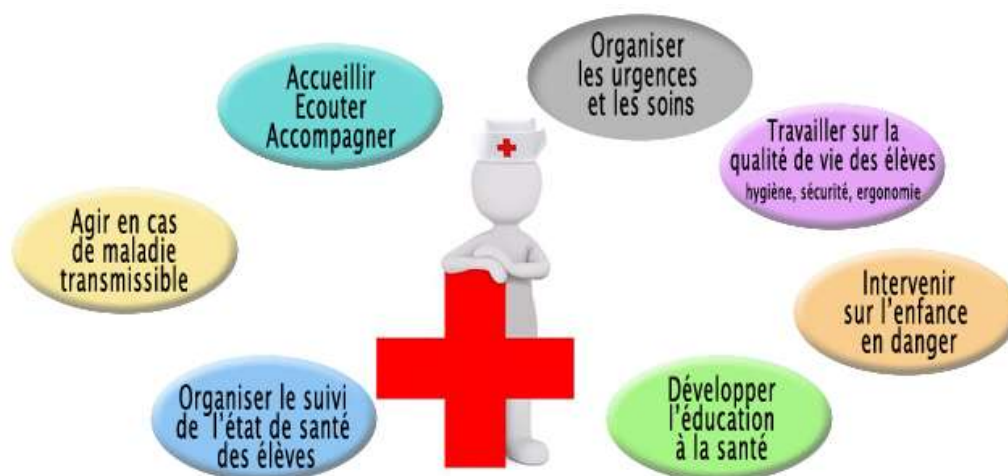 Accueillir
Ecouter
Accompagner
Organiser
les urgences
et les soins
Travailler sur la
qualité de vie des élèves
hygiène, sécurité, ergonomie
Agir en cas
de maladie
transmissible
Intervenir
sur l'enfance
en danger
Organiser le suivi
de l'état de santé
des élèves
Développer
l'éducation
à la santé